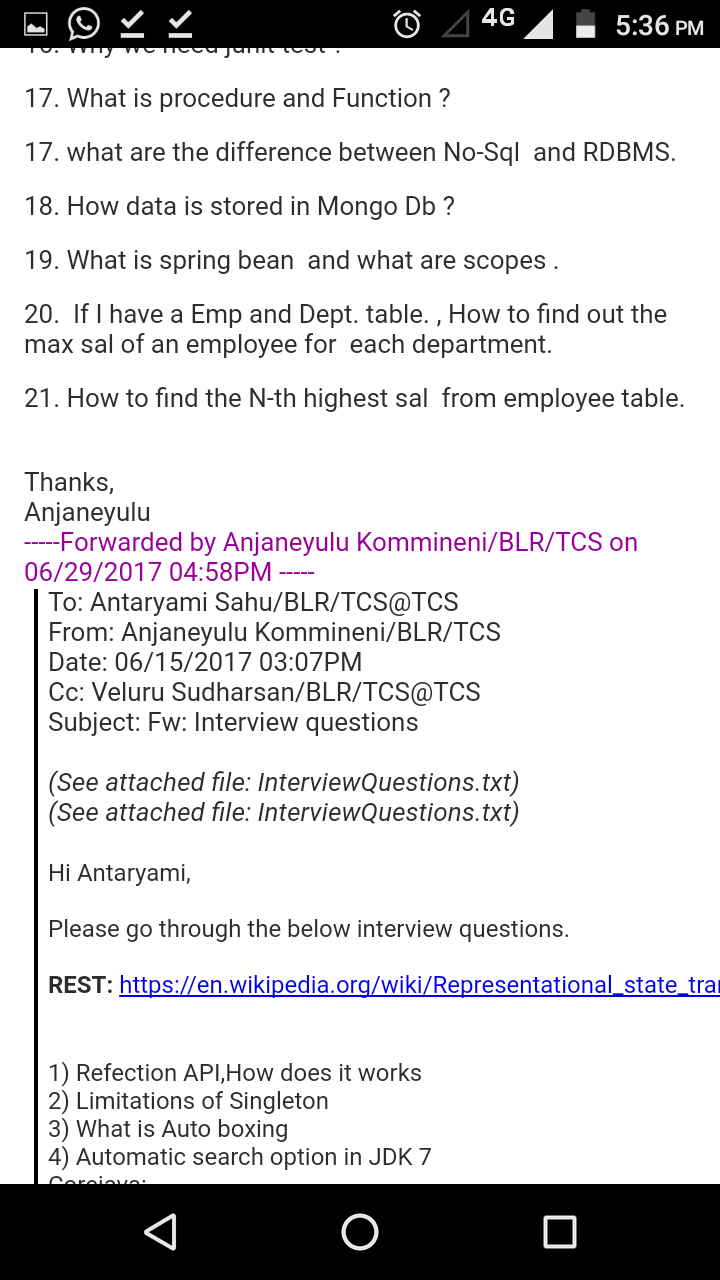 4G 5:36 PM
16. Why we need junit test ?
17. What is procedure and Function ?
17. what are the difference between No-Sql  and RDBMS.
18. How data is stored in Mongo Db ?
19. What is spring bean  and what are scopes .
20.  If I have a Emp and Dept. table. , How to find out the
max sal of an employee for  each department.
21. How to find the N-th highest sal  from employee table.
Thanks,
Anjaneyulu
-----Forwarded by Anjaneyulu Kommineni/BLR/TCS on
06/29/2017 04:58PM -----
To: Antaryami Sahu/BLR/TCS@TCS
From: Anjaneyulu Kommineni/BLR/TCS
Date: 06/15/2017 03:07PM
Cc: Veluru Sudharsan/BLR/TCS@TCS
Subject: Fw: Interview questions
(See attached file: InterviewQuestions.txt)
(See attached file: InterviewQuestions.txt)
Hi Antaryami,
Please go through the below interview questions.
REST: https://en.wikipedia.org/wiki/Representational_state_tra
1) Refection API,How does it works
2) Limitations of Singleton
3) What is Auto boxing
4) Automatic search option in JDK 7
Corejava: